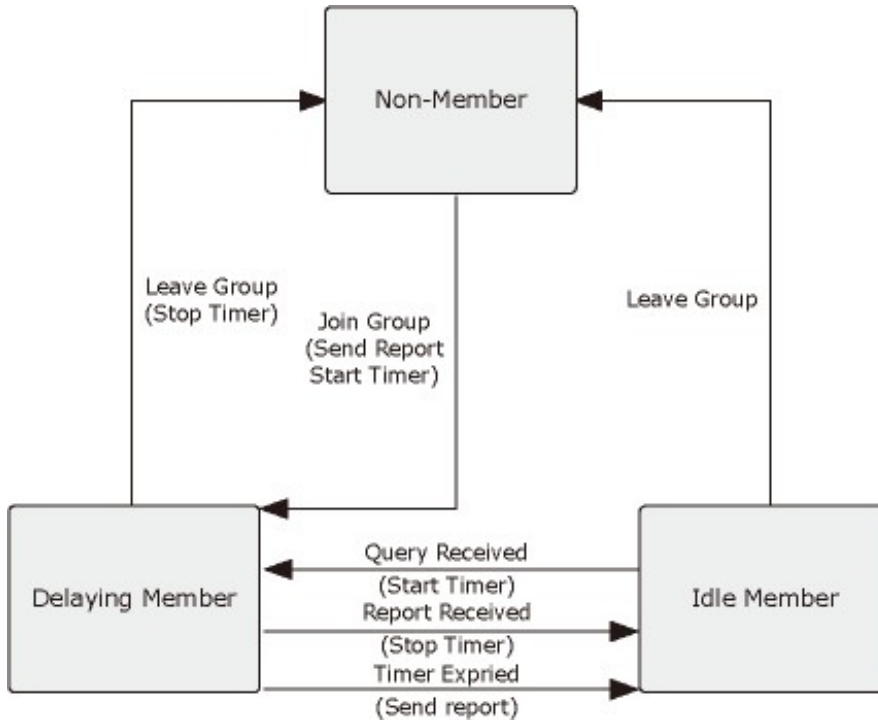 Non-Member
Leave Group
(Stop Timer)
Join Group
(Send Report
Start Timer)
Leave Group
Delaying Member
Query Received
(Start Timer)
Report Received
(Stop Timer)
Timer Expried
(Send report)
Idle Member